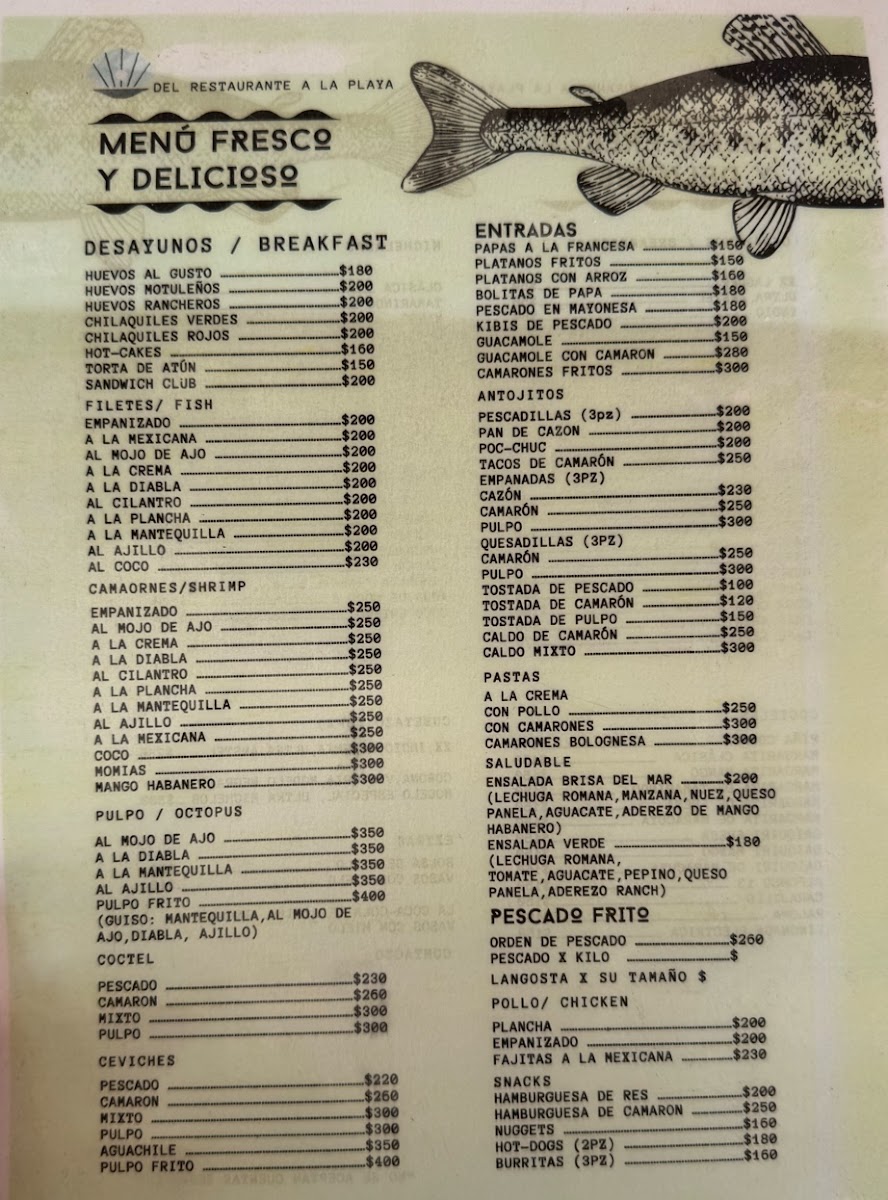 DEL RESTAURANTE A LA PLAYA
MENÚ FRESCO
Y DELICIOSO
DESAYUNOS / BREAKFAST
HUEVOS AL GUSTO $180
HUEVOS MOTULEÑOS $200
HUEVOS RANCHEROS $200
CHILAQUILES VERDES $200
CHILAQUILES ROJOS $200
HOT-CAKES $160
TORTA DE ATÚN $150
SANDWICH CLUB $200
FILETES/ FISH
EMPANIZADO $200
A LA MEXICANA $200
AL MOJO DE AJO $200
A LA CREMA $200
A LA DIABLA $200
AL CILANTRO $200
A LA PLANCHA $200
A LA MANTEQUILLA $200
AL AJILLO $200
AL COCO $230
CAMAORNES/SHRIMP
EMPANIZADO $250
AL MOJO DE AJO $250
A LA CREMA $250
A LA DIABLA $250
AL CILANTRO $250
A LA PLANCHA $250
A LA MANTEQUILLA $250
AL AJILLO $250
A LA MEXICANA $250
COCO $300
MOMIAS $300
MANGO HABANERO $300
PULPO / OCTOPUS
AL MOJO DE AJO $350
A LA DIABLA $350
A LA MANTEQUILLA $350
AL AJILLO $350
PULPO FRITO $400
(GUISO: MANTEQUILLA,AL MOJO DE
AJO,DIABLA, AJILLO)
COCTEL
PESCADO $230
CAMARON $260
MIXTO $300
PULPO $300
CEVICHES
PESCADO $220
CAMARON $260
MIXTO $300
PULPO $300
AGUACHILE $350
PULPO FRITO $400
ENTRADAS
PAPAS A LA FRANCESA $150
PLATANOS FRITOS $150
PLATANOS CON ARROZ $160
BOLITAS DE PAPA $180
PESCADO EN MAYONESA $180
KIBIS DE PESCADO $200
GUACAMOLE $150
GUACAMOLE CON CAMARON $280
CAMARONES FRITOS $300
ANTOJITOS
PESCADILLAS (3pz) $200
PAN DE CAZON $200
POC-CHUC $200
TACOS DE CAMARÓN $250
EMPANADAS (3PZ)
CAZÓN $230
CAMARÓN $250
PULPO $300
QUESADILLAS (3PZ)
CAMARÓN $250
PULPO $300
TOSTADA DE PESCADO $100
TOSTADA DE CAMARÓN $120
TOSTADA DE PULPO $150
CALDO DE CAMARÓN $250
CALDO MIXTO $300
PASTAS
A LA CREMA
CON POLLO $250
CON CAMARONES $300
CAMARONES BOLOGNESA $300
SALUDABLE
ENSALADA BRISA DEL MAR $200
(LECHUGA ROMANA,MANZANA,NUEZ,QUESO
PANELA,AGUACATE,ADEREZO DE MANGO
HABANERO)
ENSALADA VERDE $180
(LECHUGA ROMANA,
TOMATE,AGUACATE,PEPINO,QUESO
PANELA,ADEREZO RANCH)
PESCADO FRITO
ORDEN DE PESCADO $260
PESCADO X KILO $
LANGOSTA X SU TAMAÑO $
POLLO/ CHICKEN
PLANCHA $200
EMPANIZADO $200
FAJITAS A LA MEXICANA $230
SNACKS
HAMBURGUESA DE RES $200
HAMBURGUESA DE CAMARON $250
NUGGETS $160
HOT-DOGS (2PZ) $180
BURRITAS (3PZ) $160